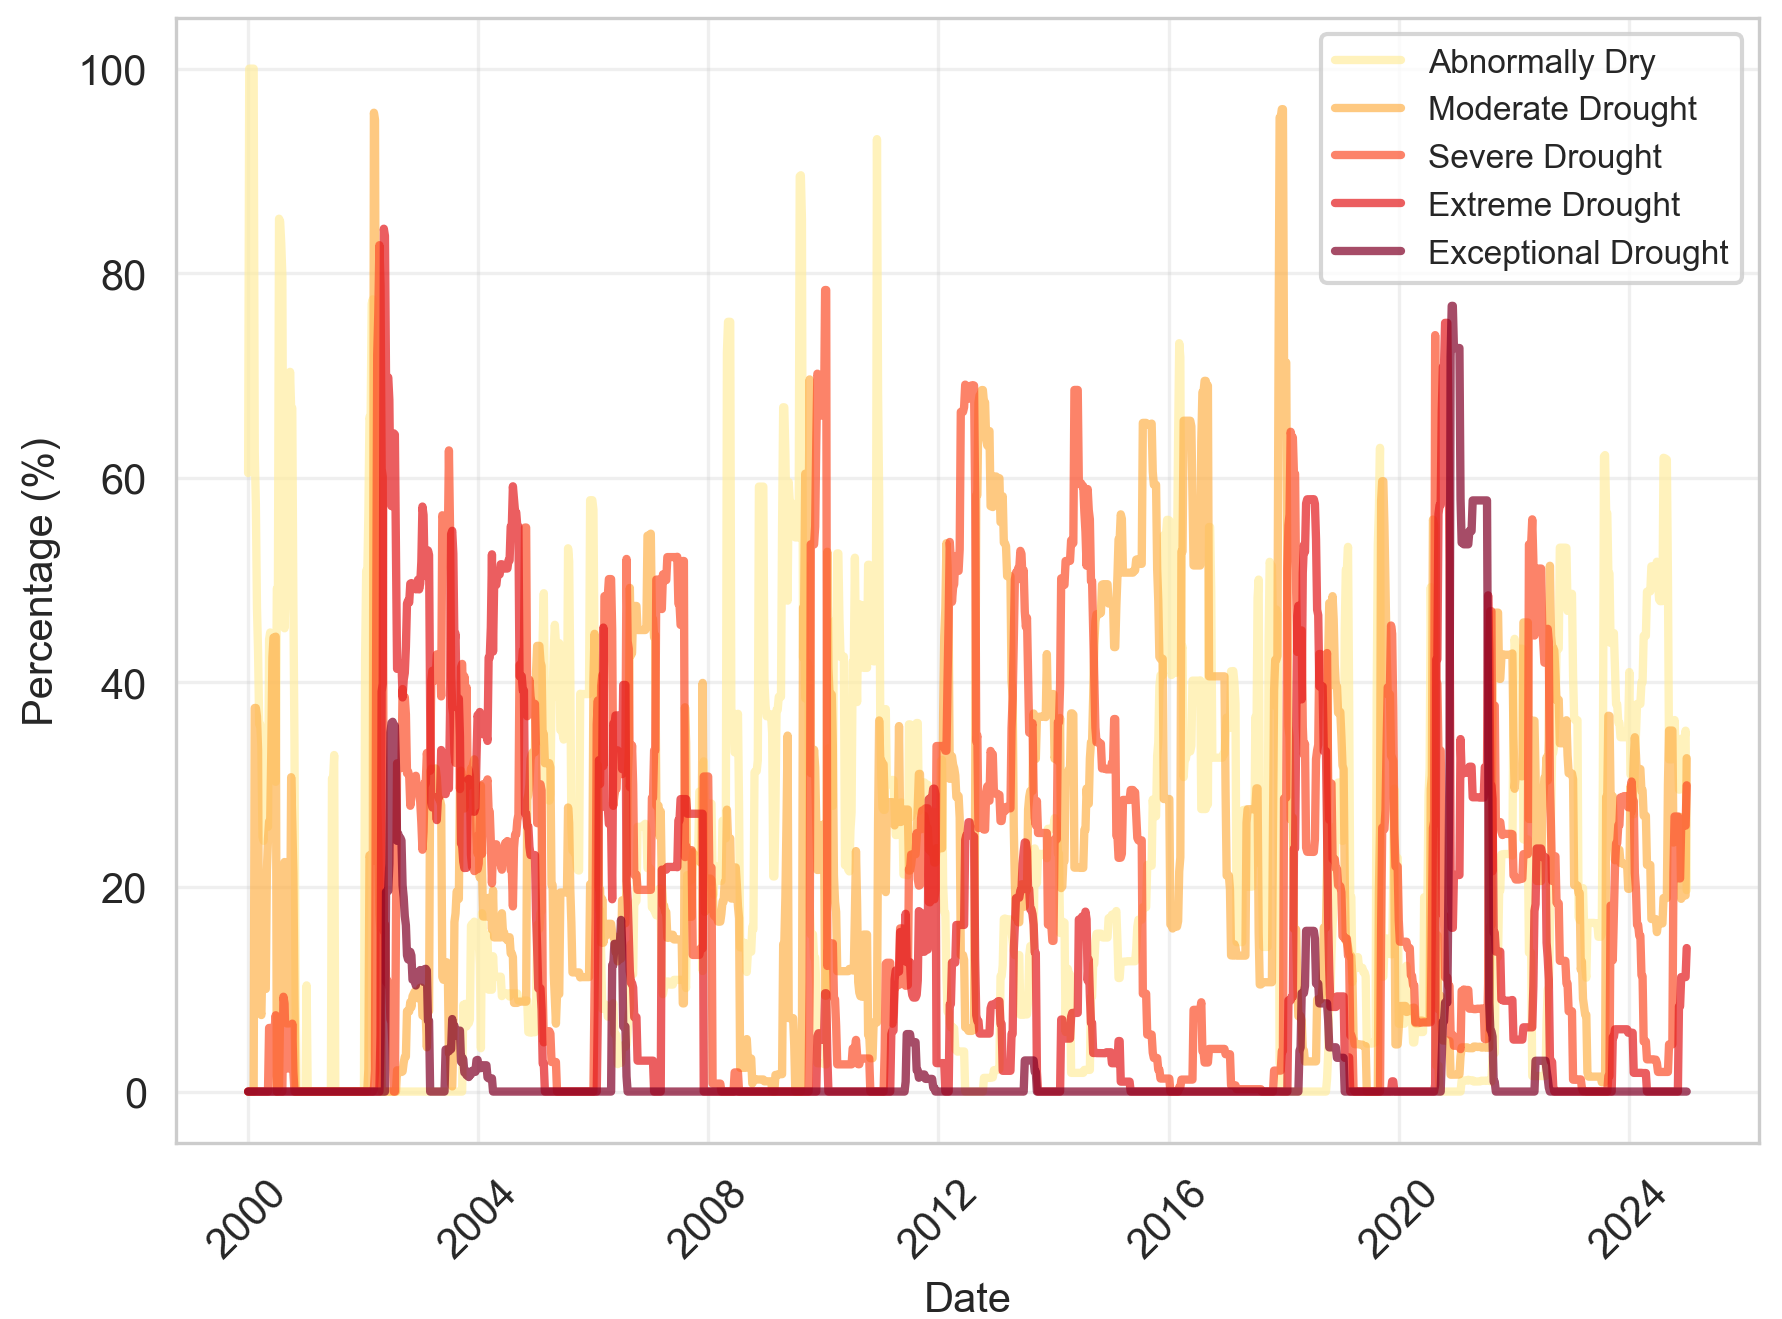 100
80
60
40
20
0
Percentage (%)
Abnormally Dry
Moderate Drought
Severe Drought
Extreme Drought
Exceptional Drought
2000
2004
2008
2012
2016
2020
2024
Date